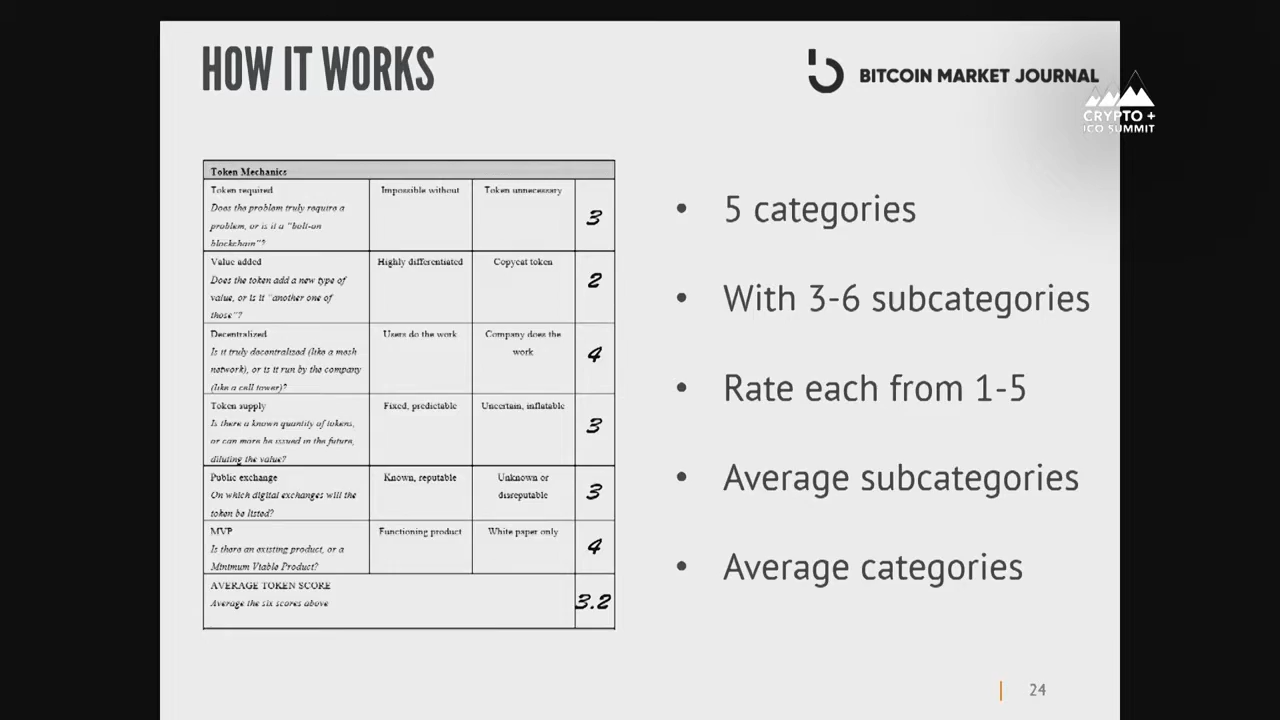 HOW IT WORKS
BITCOIN MARKET JOURNAL
CRYPTO +
ICO SUMMIT
Token Mechanics
Token required
Does the problem truly require a
problem, or is it a "bolt-on
blockchain"?
Impossible without
Token unnecessary
3
Value added
Does the token add a new type of
value, or is it "another one of
those"?
Highly differentiated
Copycat token
2
Decentralized
Is it truly decentralized (like a mesh
network), or is it run by the company
(like a cell tower)?
Users do the work
Company does the
work
4
Token supply
Is there a known quantity of tokens,
or can more be issued in the future,
diluting the value?
Fixed, predictable
Uncertain, inflatable
3
Public exchange
On which digital exchanges will the
token be listed?
Known, reputable
Unknown or
disreputable
3
MVP
Is there an existing product, or a
Minimum Viable Product?
Functioning product
White paper only
4
AVERAGE TOKEN SCORE
Average the six scores above
3.2
• 5 categories
• With 3-6 subcategories
• Rate each from 1-5
• Average subcategories
• Average categories
24